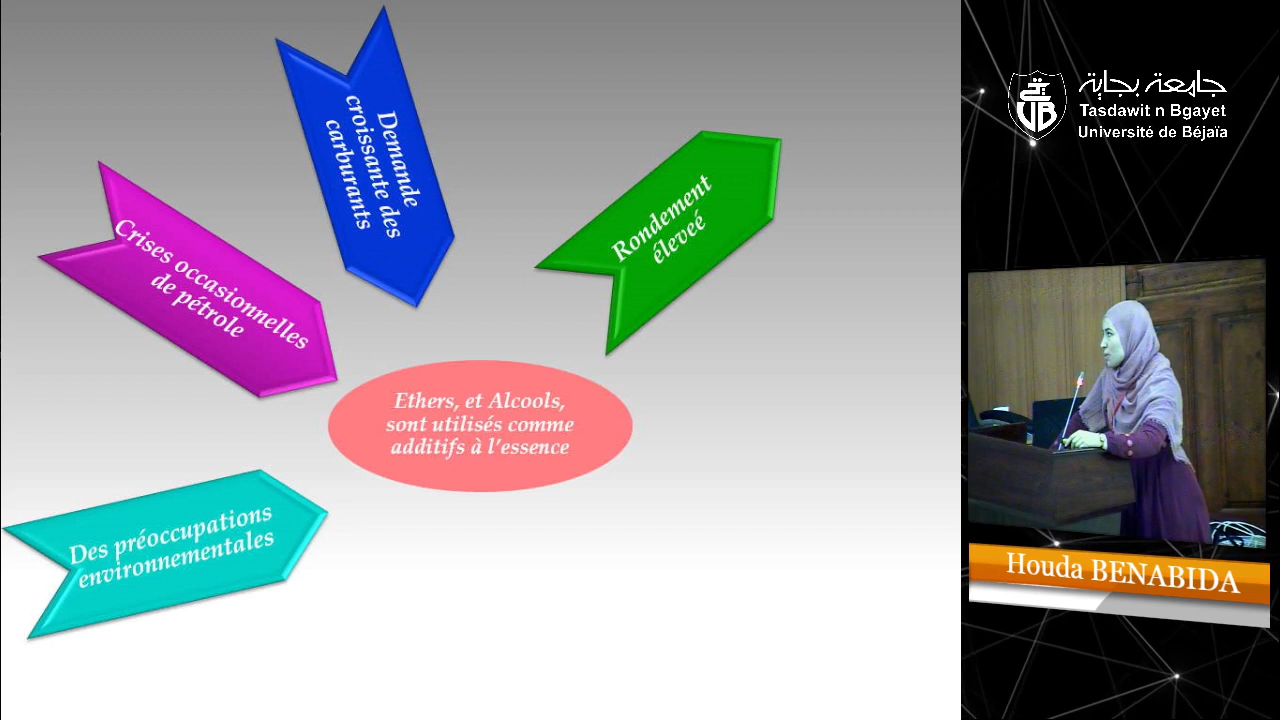 Demande
croissante des
carburants
Rondement
éleveé
Crises occasionnelles
de pétrole
Ethers, et Alcools,
sont utilisés comme
additifs à l'essence
Des préoccupations
environnementales
جامعة بجاية
Tasdawit n Bgayet
Université de Béjaïa
UB
Houda BENABIDA